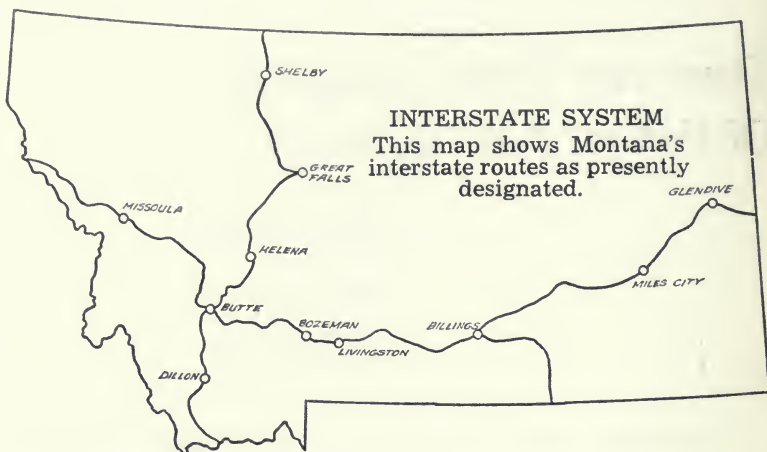 SHELBY
INTERSTATE SYSTEM
This map shows Montana's
interstate routes as presently
designated.
GREAT
FALLS
GLENDIVE
MISSOULA
HELENA
MILES CITY
BUTTE
BOZEMAN
BILLINGS
LIVINGSTON
DILLON